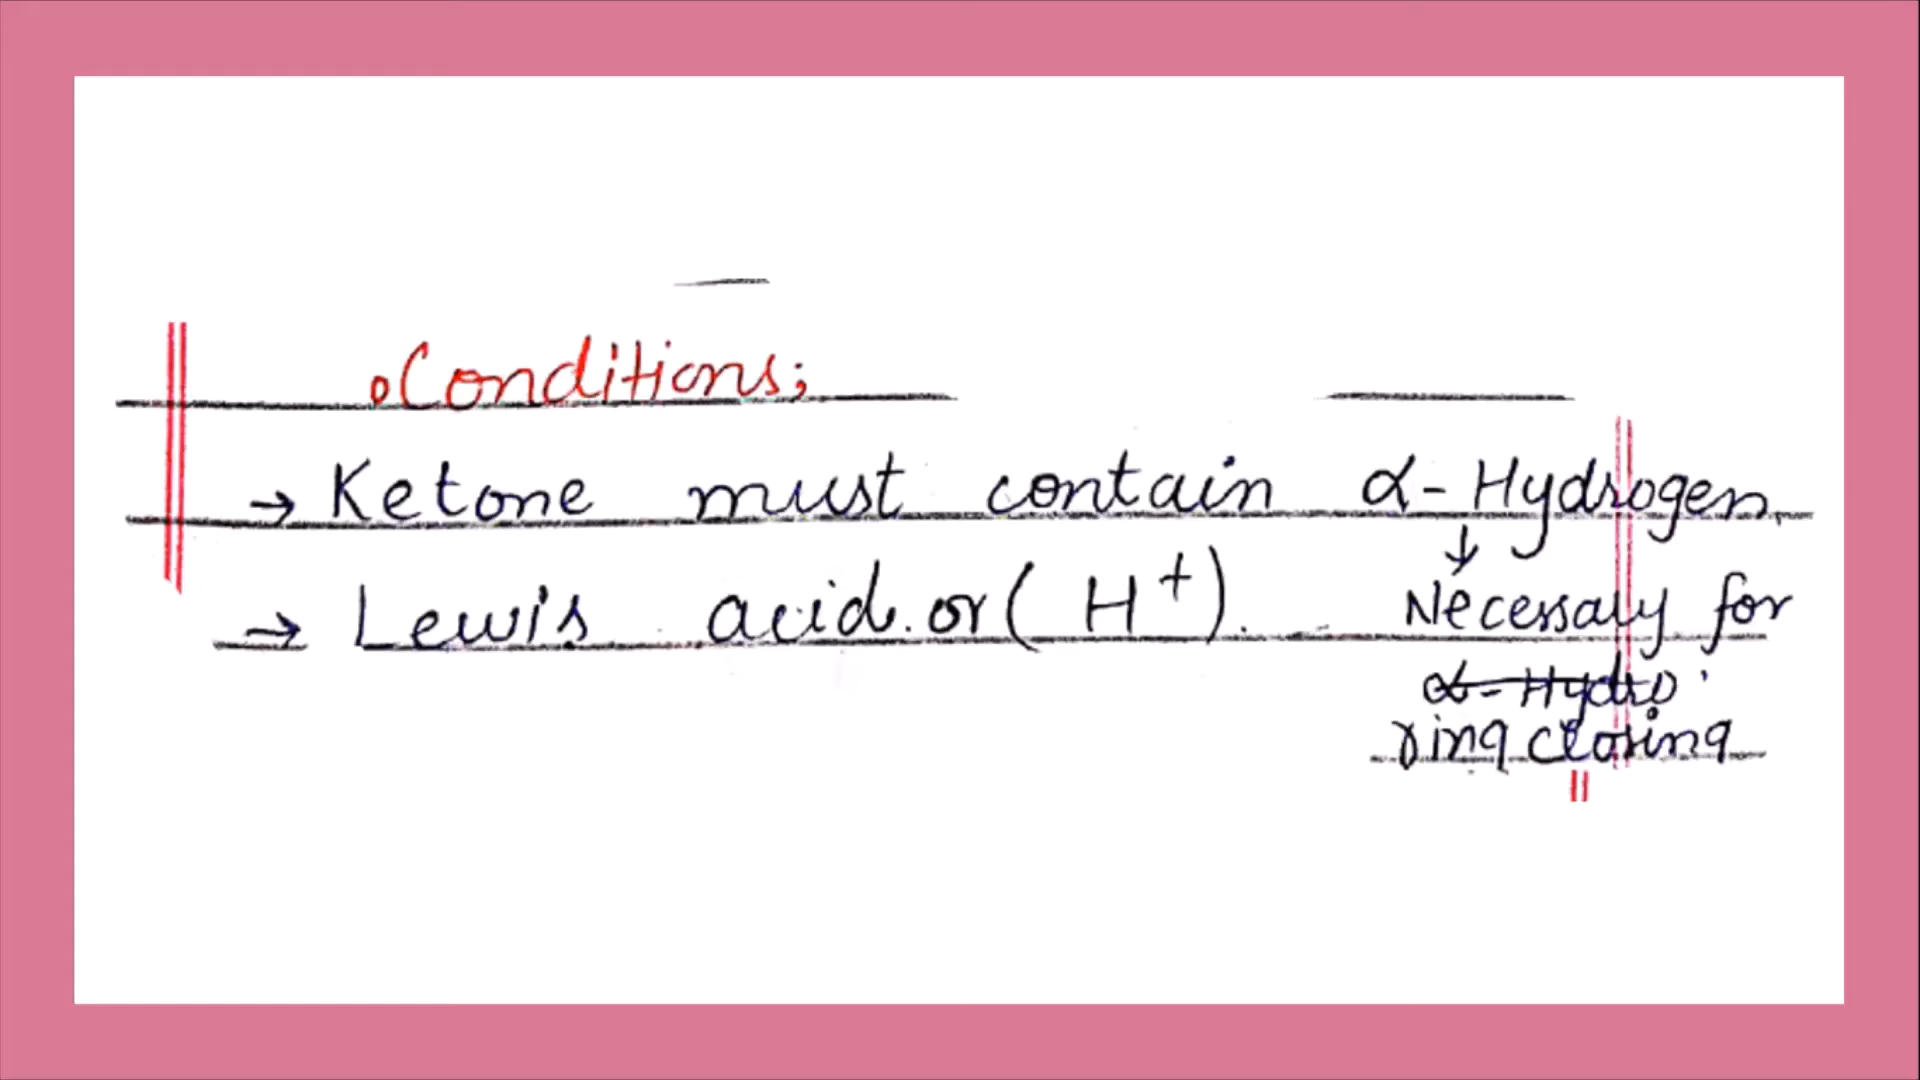 •Conditions;
→ Ketone must contain α-Hydrogen.
↓
→ Lewis acid or (H⁺). Necessary for
α-Hydro
ring closing